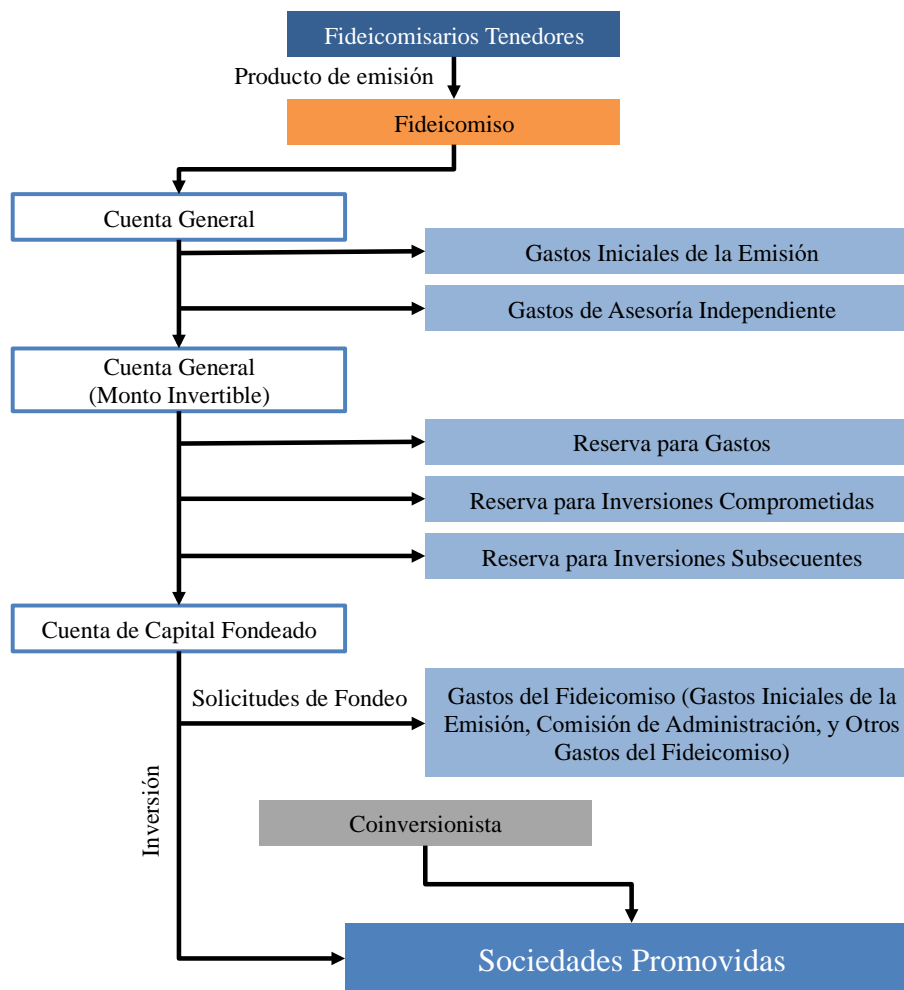 Fideicomisarios Tenedores
Producto de emisión
Fideicomiso
Cuenta General
Gastos Iniciales de la Emisión
Gastos de Asesoría Independiente
Cuenta General
(Monto Invertible)
Reserva para Gastos
Reserva para Inversiones Comprometidas
Reserva para Inversiones Subsecuentes
Cuenta de Capital Fondeado
Solicitudes de Fondeo
Gastos del Fideicomiso (Gastos Iniciales de la
Emisión, Comisión de Administración, y Otros
Gastos del Fideicomiso)
Inversión
Coinversionista
Sociedades Promovidas